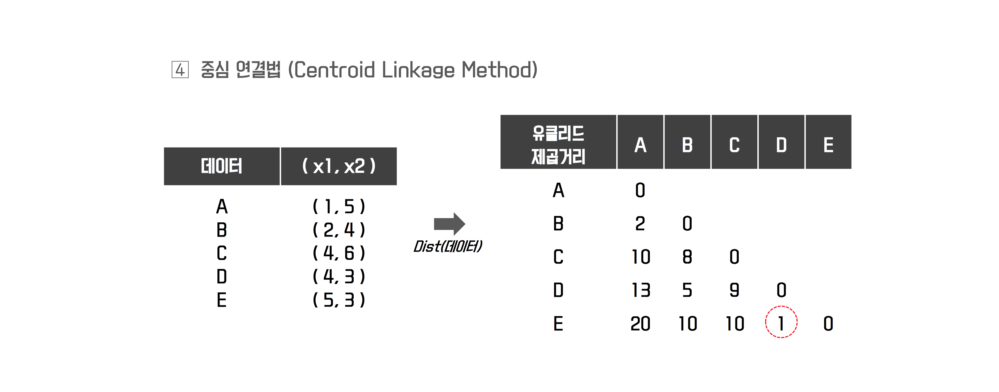 4 중심 연결법 (Centroid Linkage Method)
데이터 ( x1, x2 )
A ( 1, 5 )
B ( 2, 4 )
C ( 4, 6 )
D ( 4, 3 )
E ( 5, 3 )
Dist(데이터)
유클리드
제곱거리 A B C D E
A 0
B 2 0
C 10 8 0
D 13 5 9 0
E 20 10 10 1 0